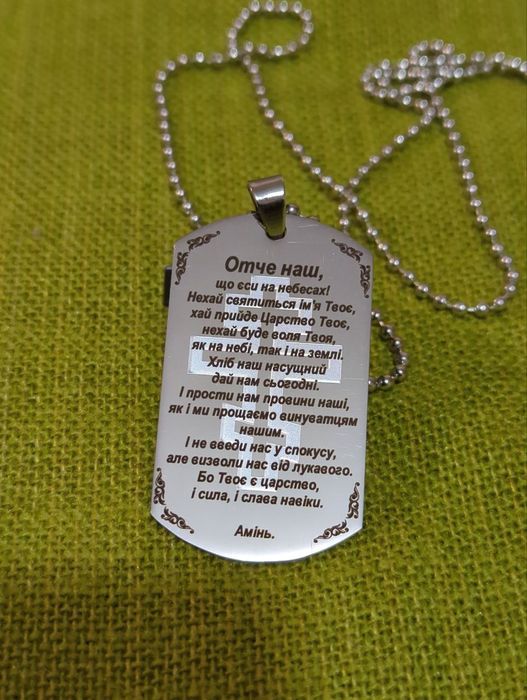 Отче наш,
що єси на небесах!
Нехай святиться ім'я Твоє,
хай прийде Царство Твоє,
нехай буде воля Твоя,
як на небі, так і на землі.
Хліб наш насущний
дай нам сьогодні.
І прости нам провини наші,
як і ми прощаємо винуватцям
нашим.
І не введи нас у спокусу,
але визволи нас від лукавого.
Бо Твоє є царство,
і сила, і слава навіки.
Амінь.